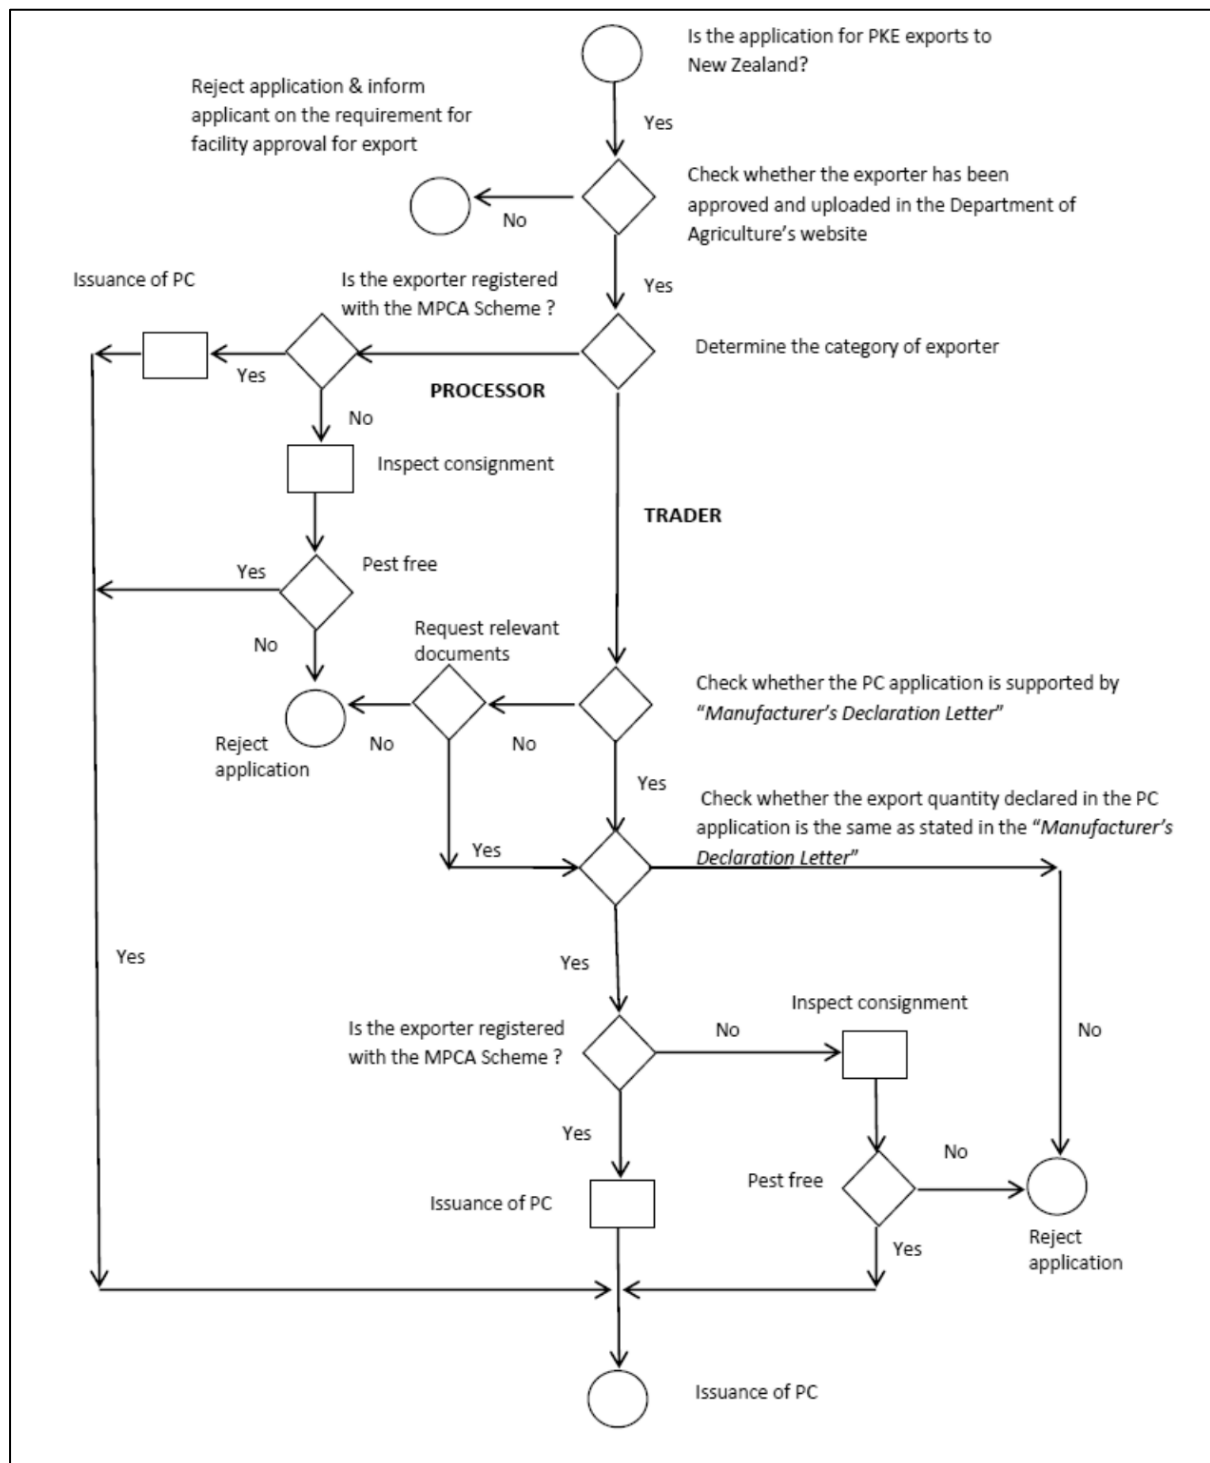 Is the application for PKE exports to
New Zealand?
Reject application & inform
applicant on the requirement for
facility approval for export
Yes
Check whether the exporter has been
approved and uploaded in the Department of
Agriculture's website
No
Issuance of PC
Is the exporter registered
with the MPCA Scheme ?
Yes
Determine the category of exporter
Yes
PROCESSOR
No
Inspect consignment
TRADER
Yes
Pest free
No
Request relevant
documents
Check whether the PC application is supported by
"Manufacturer's Declaration Letter"
Reject
application
No
No
Yes
Check whether the export quantity declared in the PC
application is the same as stated in the "Manufacturer's
Declaration Letter"
Yes
Yes
Yes
Inspect consignment
Is the exporter registered
with the MPCA Scheme ?
No
No
Yes
No
Pest free
Issuance of PC
Yes
Reject
application
Issuance of PC